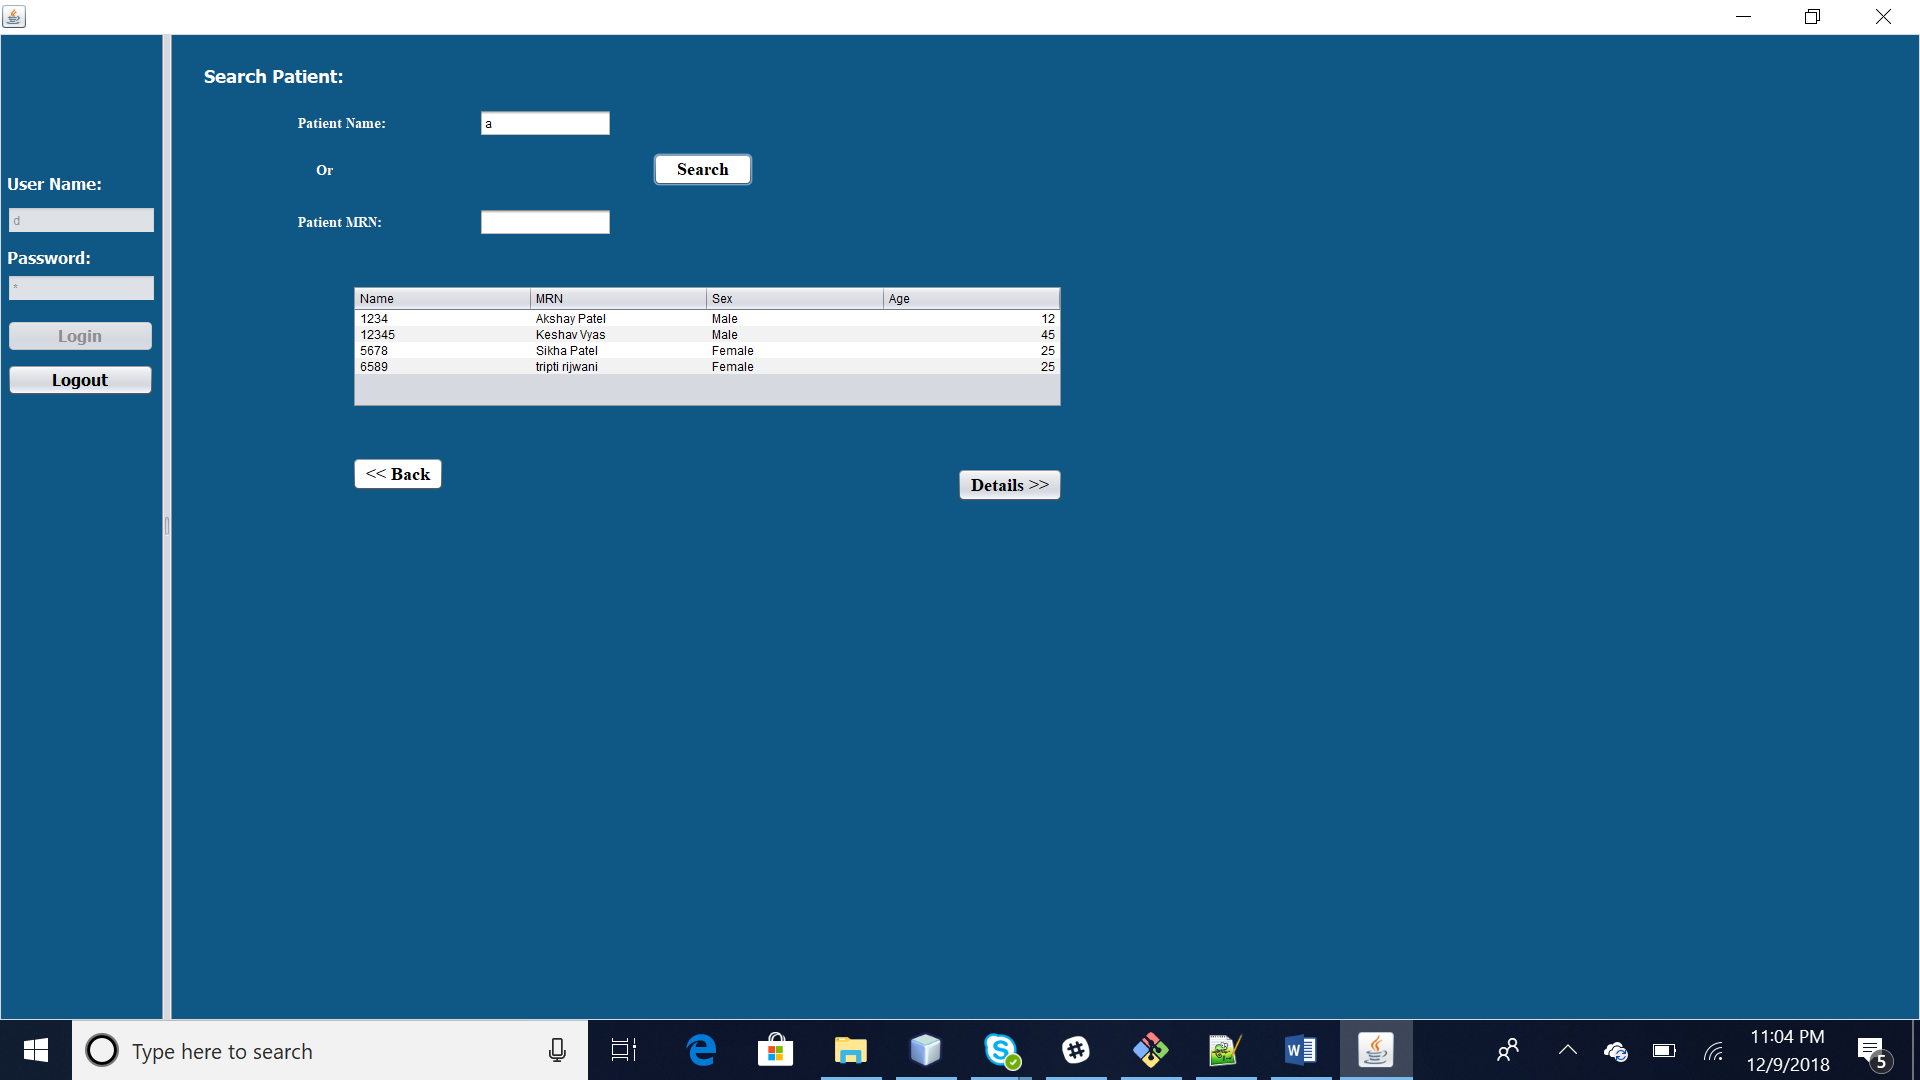 Search Patient:
Patient Name: a
Or
Search
Patient MRN:
User Name:
d
Password:
*
Login
Logout
Name MRN Sex Age
1234 Akshay Patel Male 12
12345 Keshav Vyas Male 45
5678 Sikha Patel Female 25
6589 tripti rijwani Female 25
<< Back
Details >>
Type here to search
11:04 PM
12/9/2018
5